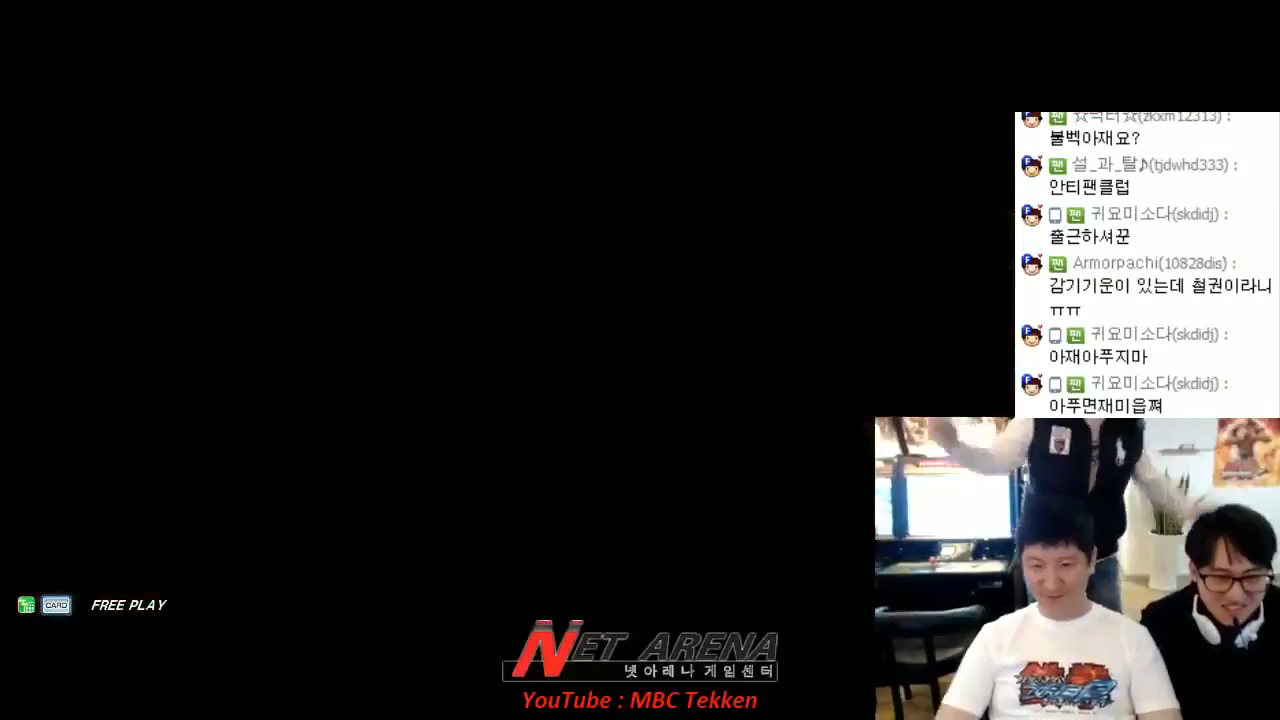 ☆닥터☆(zkxm12313) :
불벡아재요?
설_과_탈♪(tjdwhd333) :
안티팬클럽
귀요미소다(skdidj) :
출근하셔꾼
Armorpachi(10828dis) :
감기기운이 있는데 철권이라니
ㅠㅠ
귀요미소다(skdidj) :
아재아푸지마
귀요미소다(skdidj) :
아푸면재미읍쪄
CARD FREE PLAY
NET ARENA
넷아레나 게임센터
YouTube : MBC Tekken